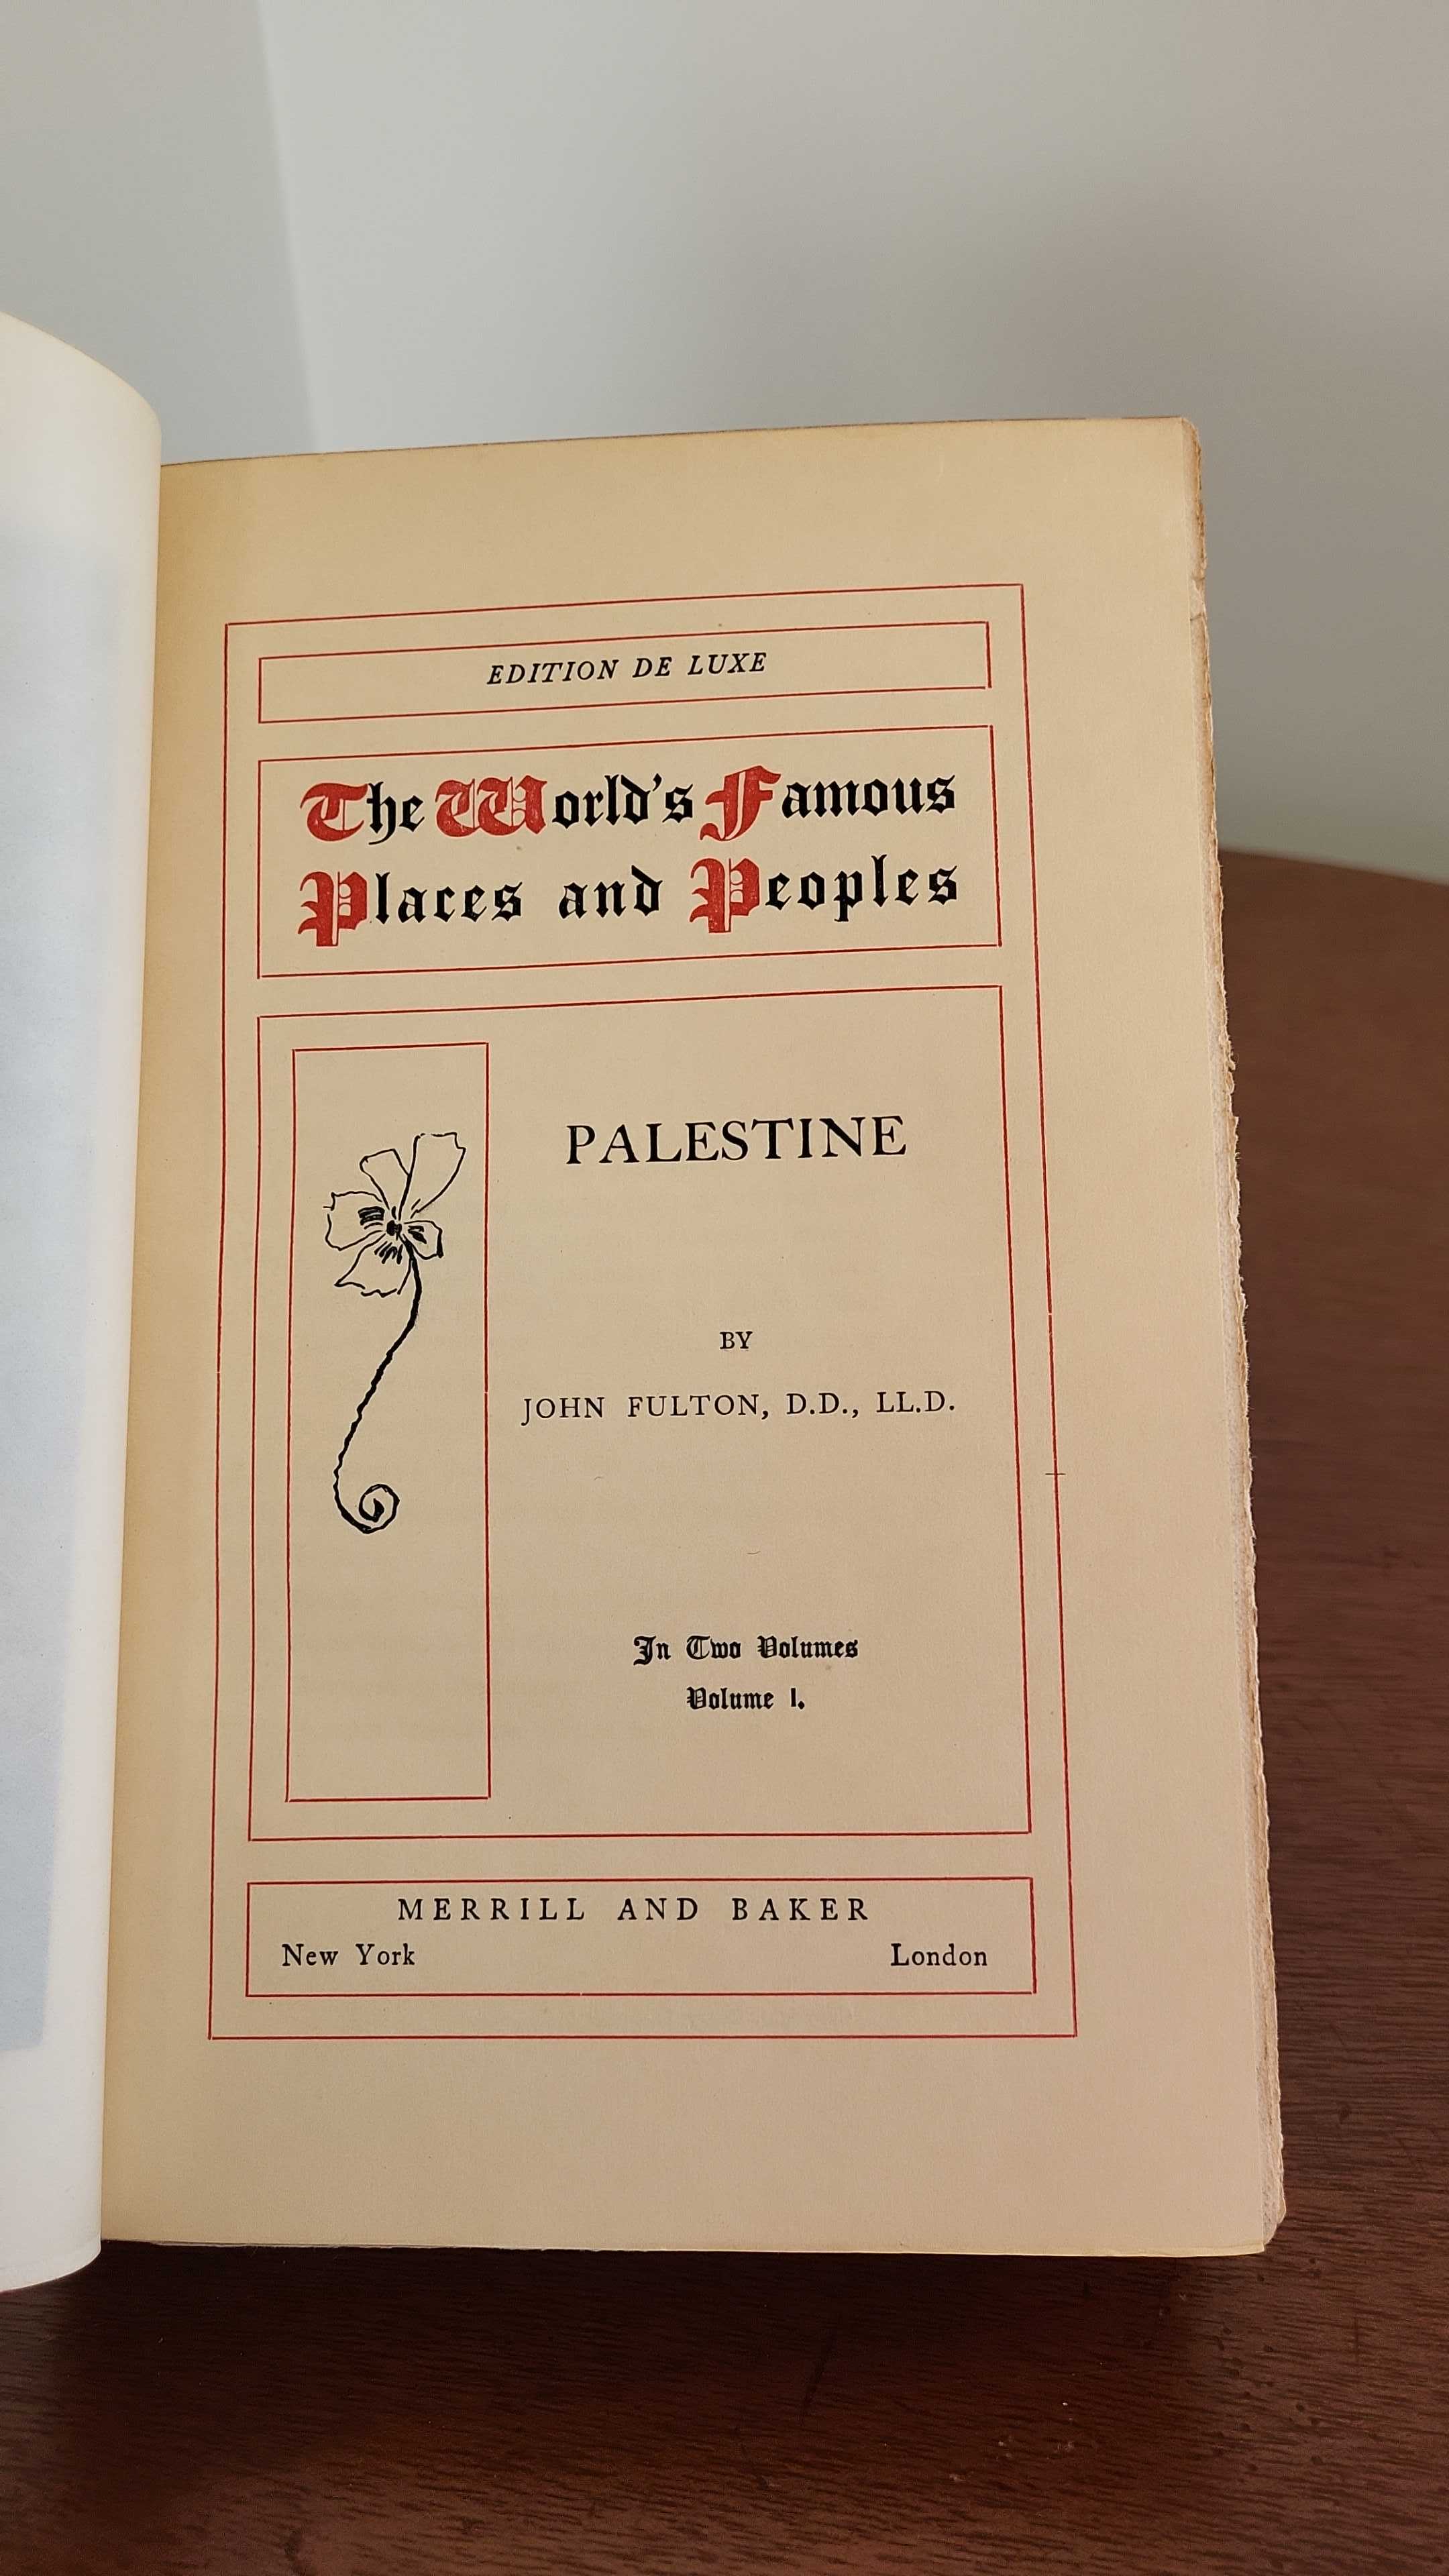 EDITION DE LUXE
The World's Famous
Places and Peoples
PALESTINE
BY
JOHN FULTON, D.D., LL.D.
In Two Volumes
Volume I.
MERRILL AND BAKER
New York London